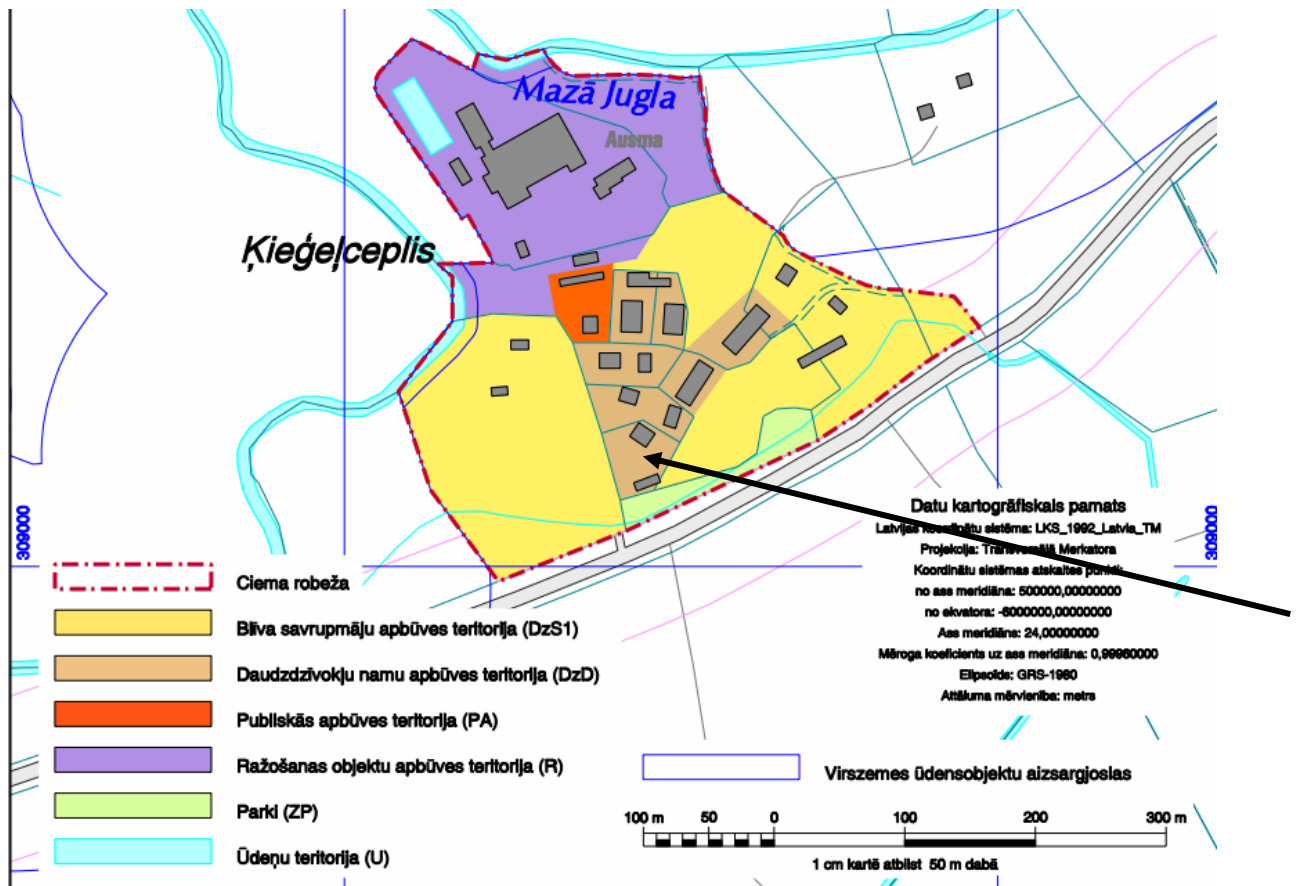 Mazā Jugla
Ausma
Ķieģeļceplis
309000
309000
Datu kartogrāfiskais pamats
Latvijas koordinātu sistēma: LKS_1992_Latvia_TM
Projekcija: Transversālā Merkatora
Koordinātu sistēmas atskaites punkti:
no ass meridiāna: 500000,00000000
no ekvatora: -6000000,00000000
Ass meridiāns: 24,00000000
Mēroga koeficients uz ass meridiāna: 0,99960000
Elipsoīds: GRS-1980
Attāluma mērvienība: metrs
Ciema robeža
Blīva savrupmāju apbūves teritorija (DzS1)
Daudzdzīvokļu namu apbūves teritorija (DzD)
Publiskās apbūves teritorija (PA)
Ražošanas objektu apbūves teritorija (R)
Parki (ZP)
Ūdeņu teritorija (U)
Virszemes ūdensobjektu aizsargjoslas
100 m 50 0 100 200 300 m
1 cm kartē atbilst 50 m dabā